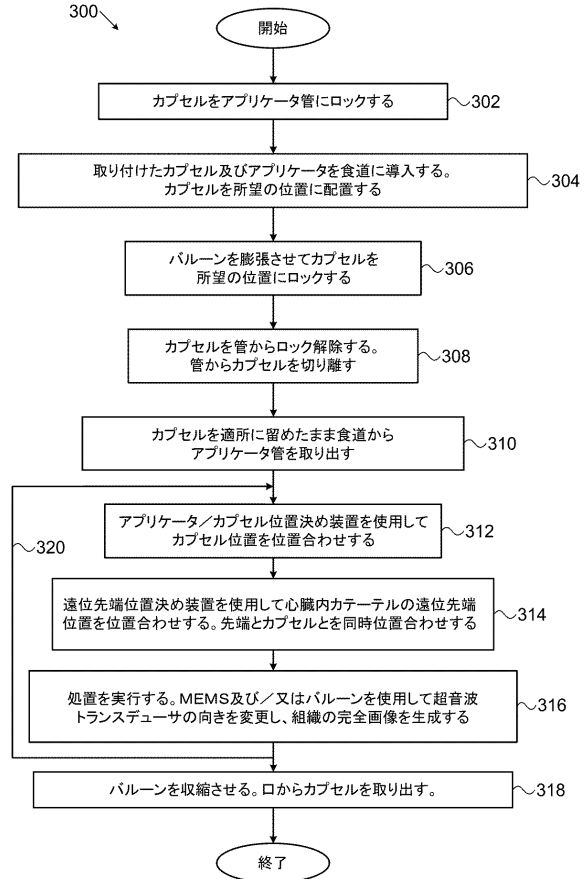 300
開始
カプセルをアプリケータ管にロックする
302
取り付けたカプセル及びアプリケータを食道に導入する。
カプセルを所望の位置に配置する
304
バルーンを膨張させてカプセルを
所望の位置にロックする
306
カプセルを管からロック解除する。
管からカプセルを切り離す
308
カプセルを適所に留めたまま食道から
アプリケータ管を取り出す
310
アプリケータ／カプセル位置決め装置を使用して
カプセル位置を位置合わせする
312
320
遠位先端位置決め装置を使用して心臓内カテーテルの遠位先端
位置を位置合わせする。先端とカプセルとを同時位置合わせする
314
処置を実行する。ＭＥＭＳ及び／又はバルーンを使用して超音波
トランスデューサの向きを変更し、組織の完全画像を生成する
316
バルーンを収縮させる。口からカプセルを取り出す。
318
終了